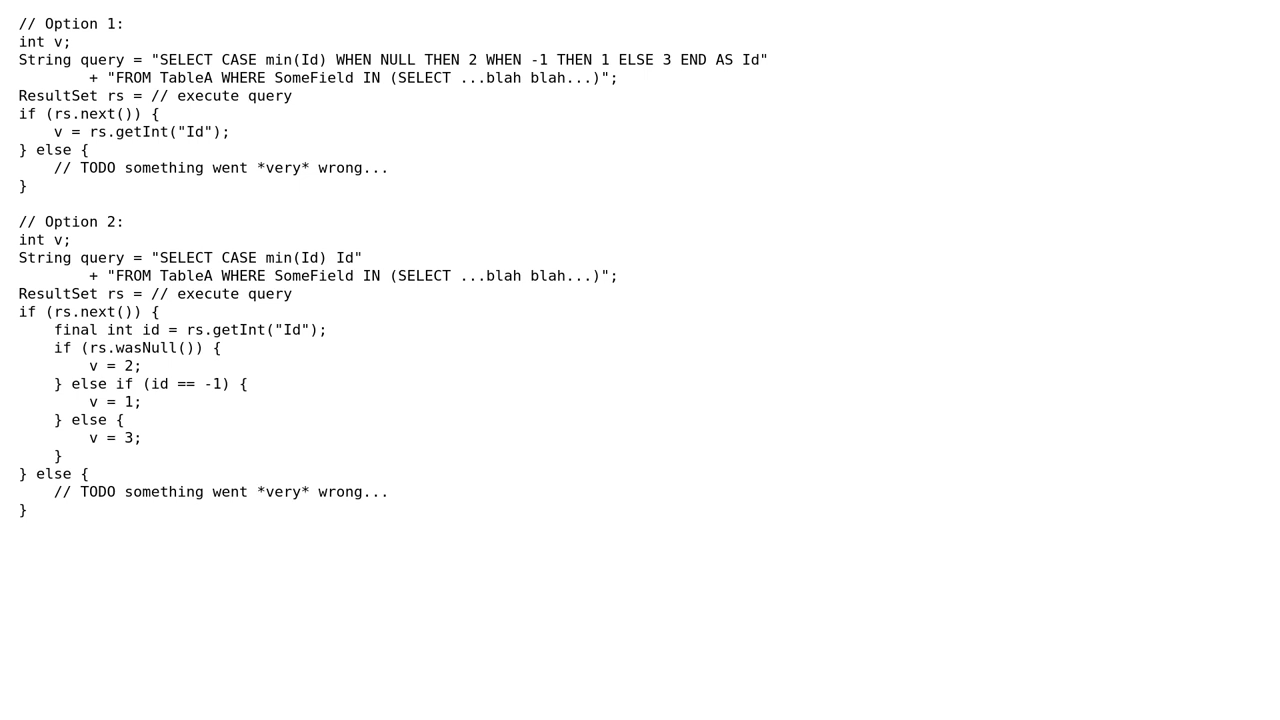 // Option 1:
int v;
String query = "SELECT CASE min(Id) WHEN NULL THEN 2 WHEN -1 THEN 1 ELSE 3 END AS Id"
        + "FROM TableA WHERE SomeField IN (SELECT ...blah blah...)";
ResultSet rs = // execute query
if (rs.next()) {
    v = rs.getInt("Id");
} else {
    // TODO something went *very* wrong...
}

// Option 2:
int v;
String query = "SELECT CASE min(Id) Id"
        + "FROM TableA WHERE SomeField IN (SELECT ...blah blah...)";
ResultSet rs = // execute query
if (rs.next()) {
    final int id = rs.getInt("Id");
    if (rs.wasNull()) {
        v = 2;
    } else if (id == -1) {
        v = 1;
    } else {
        v = 3;
    }
} else {
    // TODO something went *very* wrong...
}